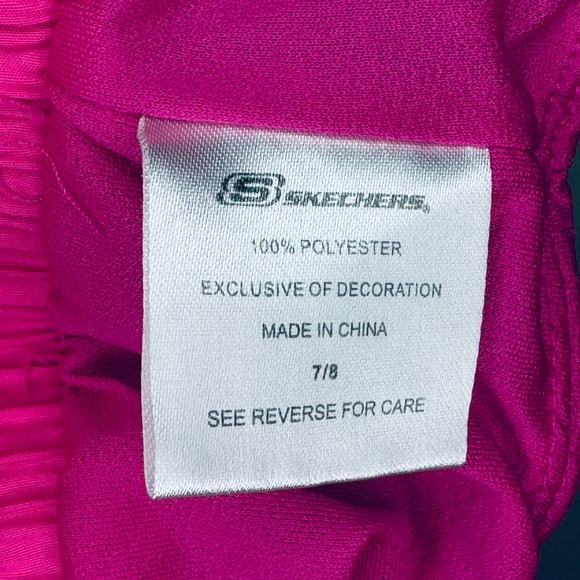 SKECHERS®
100% POLYESTER
EXCLUSIVE OF DECORATION
MADE IN CHINA
7/8
SEE REVERSE FOR CARE